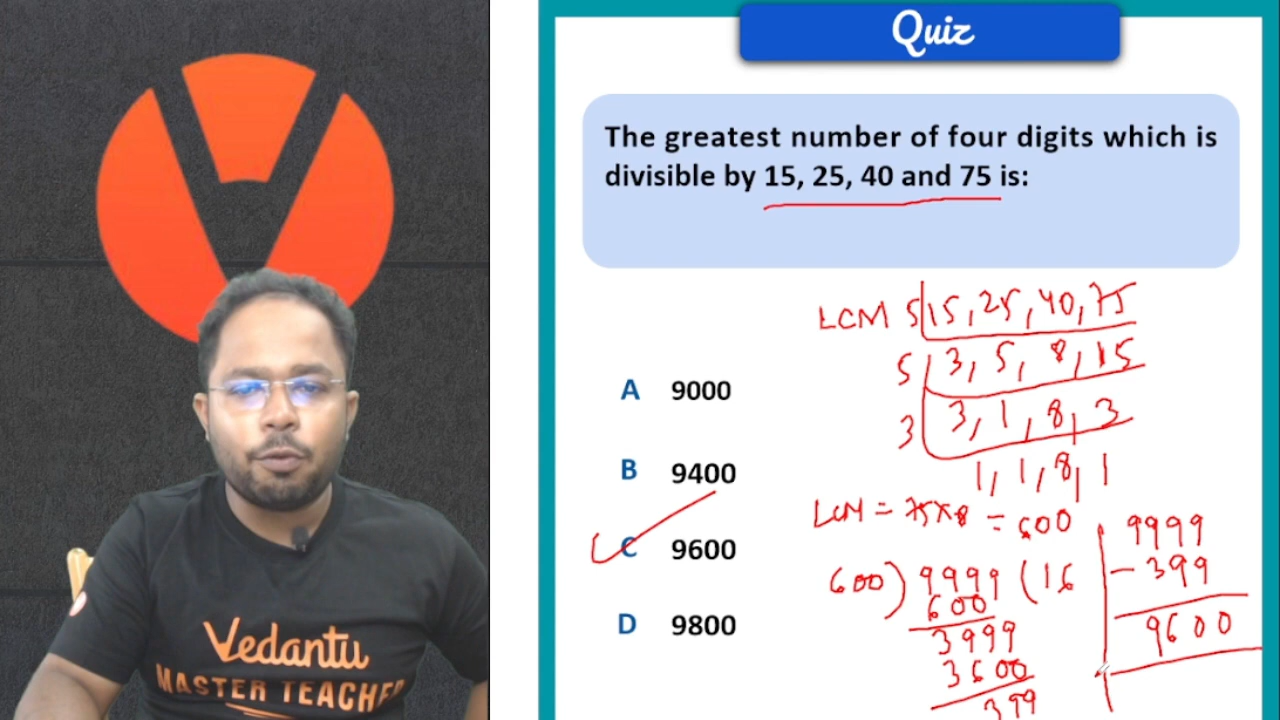 Quiz
The greatest number of four digits which is
divisible by 15, 25, 40 and 75 is:
A 9000
B 9400
C 9600
D 9800
LCM 5 15, 25, 40, 75
5 3, 5, 8, 15
3 3, 1, 8, 3
1, 1, 8, 1
LCM = 75×8 = 600
600) 9999 (16
600
3999
3600
399
9999
- 399
9600
Vedantu
MASTER TEACHER